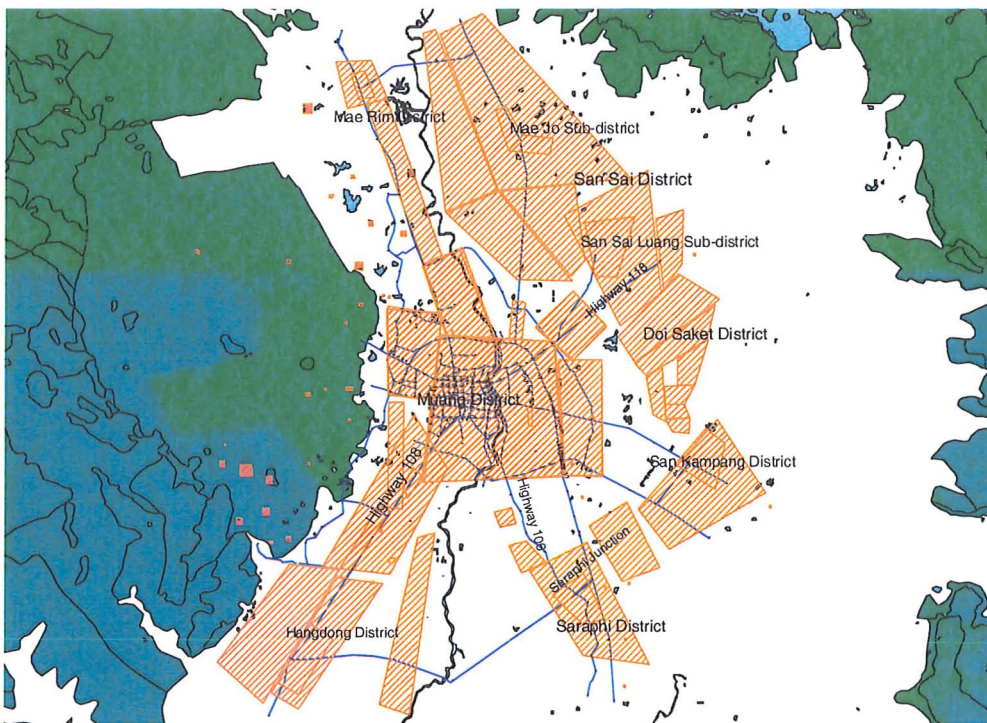 Mae Rim District
Mae Jo Sub-district
San Sai District
San Sai Luang Sub-district
Highway 118
Doi Saket District
Muang District
San Kampang District
Highway 108
Highway 106
Saraphi Junction
Hangdong District
Saraphi District